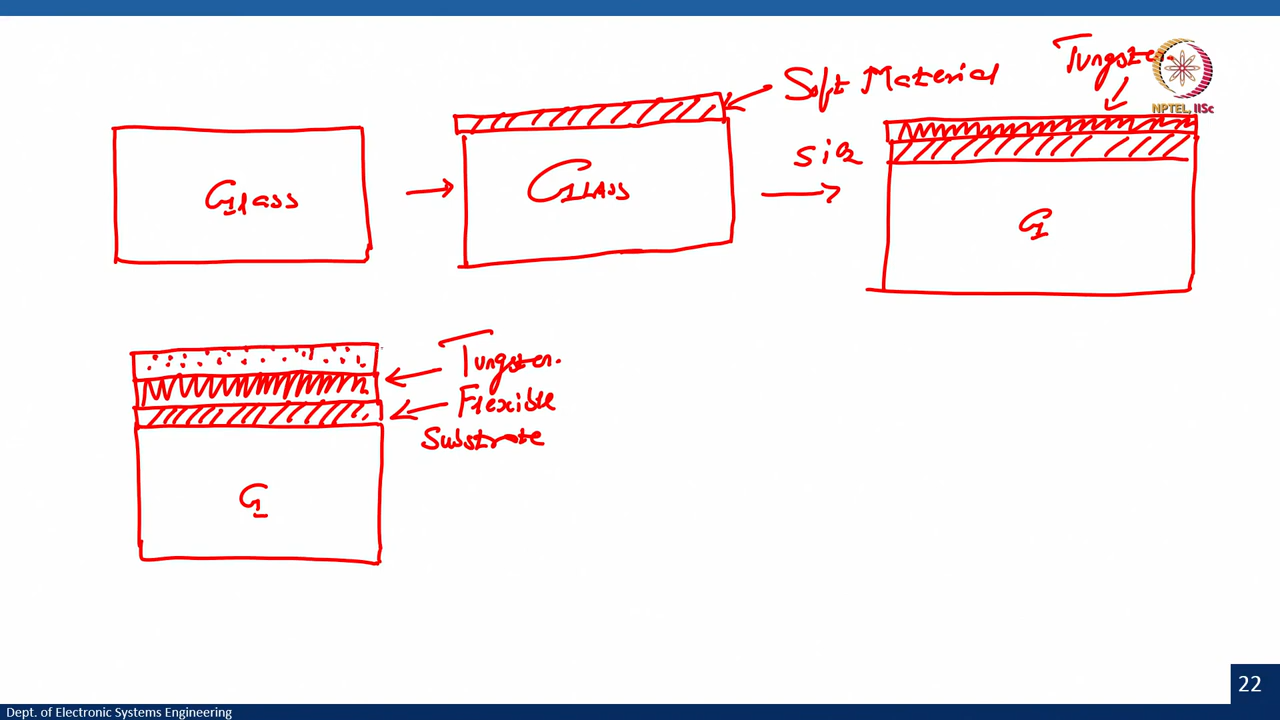 Tungsten
Soft Material
NPTEL, IISc
SiO2
Glass
GLASS
G
Tungsten.
Flexible
Substrate
G
22
Dept. of Electronic Systems Engineering